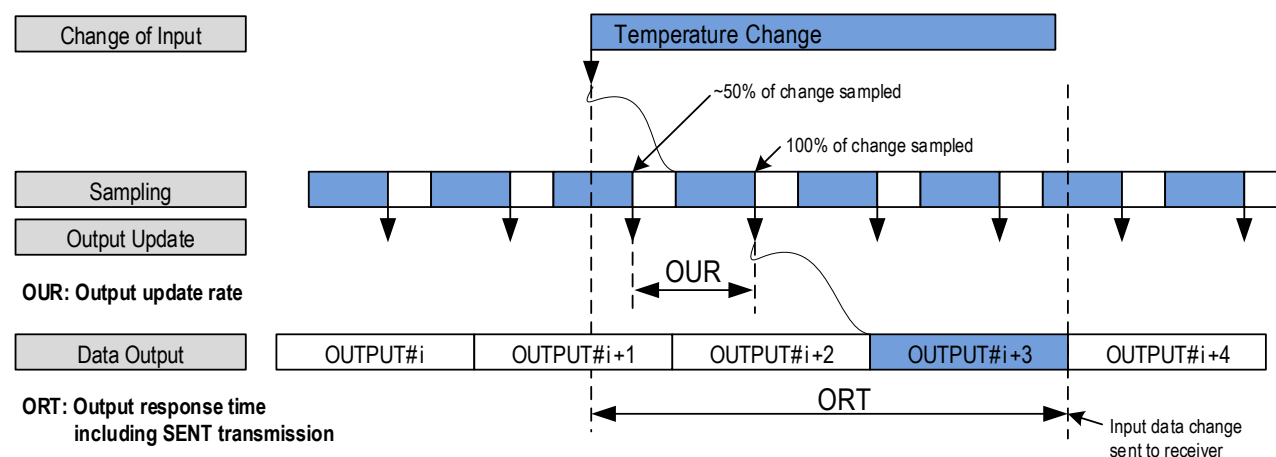 Change of Input
Temperature Change
~50% of change sampled
100% of change sampled
Sampling
Output Update
OUR
OUR: Output update rate
Data Output
OUTPUT#i
OUTPUT#i+1
OUTPUT#i+2
OUTPUT#i+3
OUTPUT#i+4
ORT
ORT: Output response time
including SENT transmission
Input data change
sent to receiver